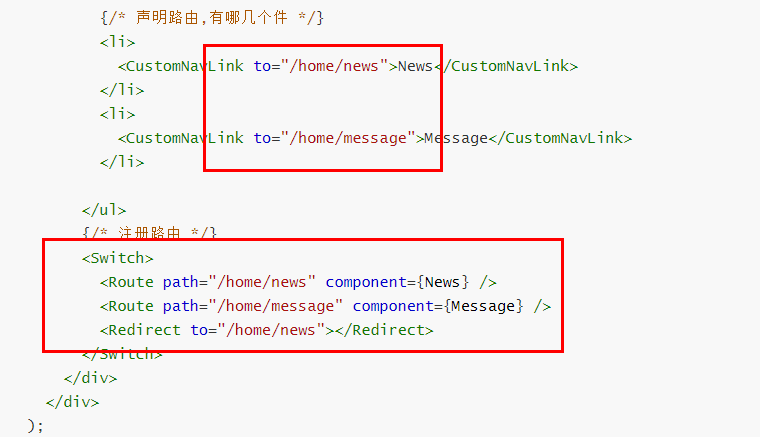 {/* 声明路由,有哪几个件 */}
<li>
<CustomNavLink to="/home/news">News</CustomNavLink>
</li>
<li>
<CustomNavLink to="/home/message">Message</CustomNavLink>
</li>
</ul>
{/* 注册路由 */}
<Switch>
<Route path="/home/news" component={News} />
<Route path="/home/message" component={Message} />
<Redirect to="/home/news"></Redirect>
</Switch>
</div>
</div>
);